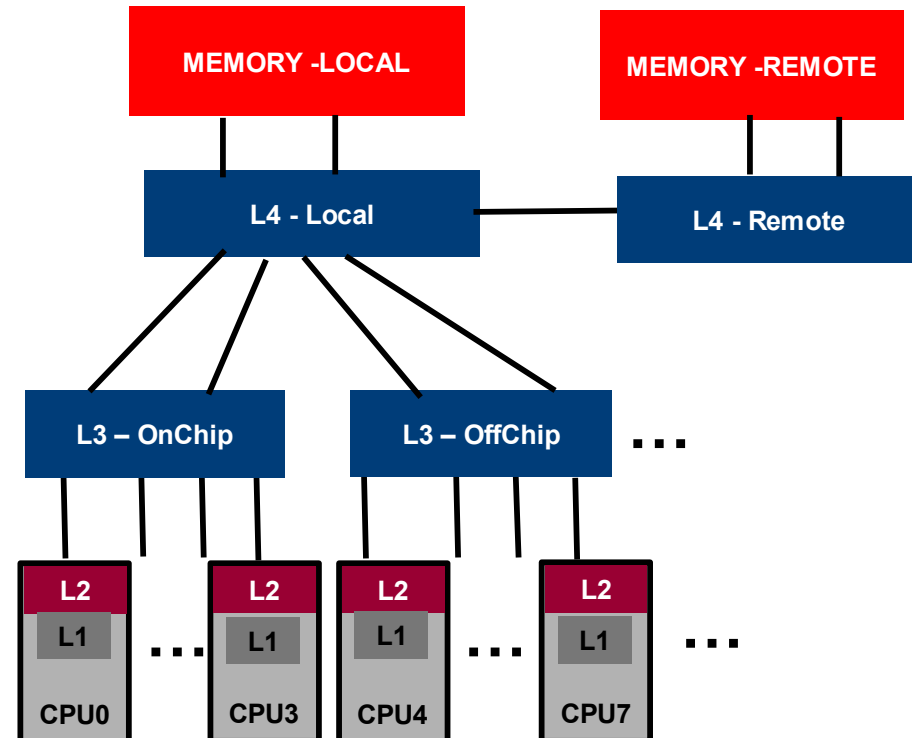 MEMORY -LOCAL
MEMORY -REMOTE
L4 - Local
L4 - Remote
L3 – OnChip
L3 – OffChip
...
L2
L2
L2
L2
L1
L1
L1
L1
...
...
...
CPU0
CPU3
CPU4
CPU7